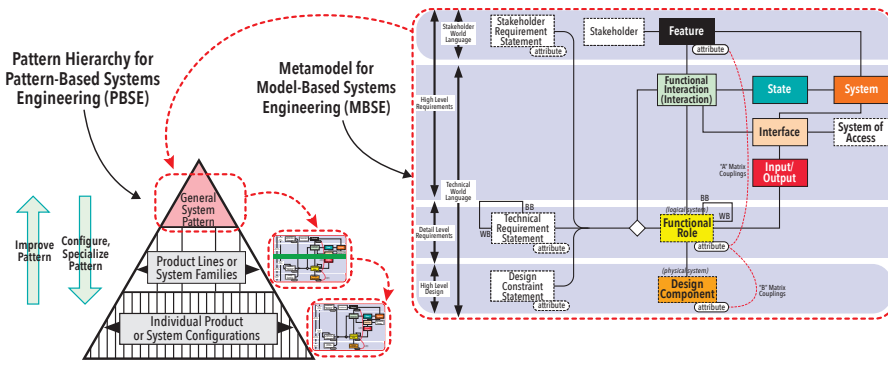 Pattern Hierarchy for
Pattern-Based Systems
Engineering (PBSE)
Metamodel for
Model-Based Systems
Engineering (MBSE)
Improve
Pattern
Configure,
Specialize
Pattern
General
System
Pattern
Product Lines or
System Families
Individual Product
or System Configurations
Stakeholder
World
Language
High Level
Requirements
Technical
World
Language
Detail Level
Requirements
High Level
Design
Stakeholder
Requirement
Statement
attribute
Stakeholder
Feature
attribute
Functional
Interaction
(Interaction)
State
System
Interface
System of
Access
Input/
Output
"A" Matrix
Couplings
BB
WB
Technical
Requirement
Statement
attribute
(logical system)
Functional
Role
attribute
BB
WB
Design
Constraint
Statement
attribute
(physical system)
Design
Component
attribute
"B" Matrix
Couplings